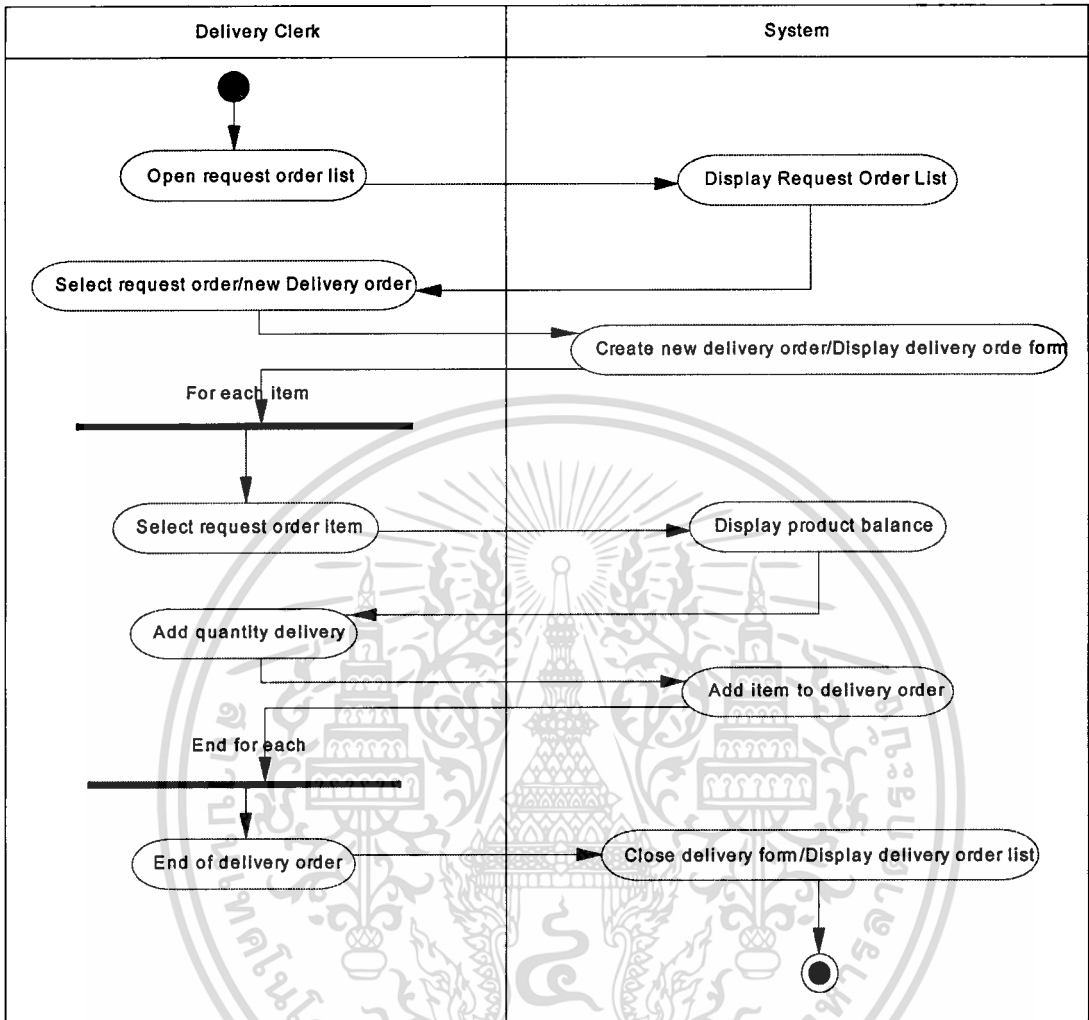 Delivery Clerk
System
Open request order list
Display Request Order List
Select request order/new Delivery order
Create new delivery order/Display delivery orde form
For each item
Select request order item
Display product balance
Add quantity delivery
Add item to delivery order
End for each
End of delivery order
Close delivery form/Display delivery order list